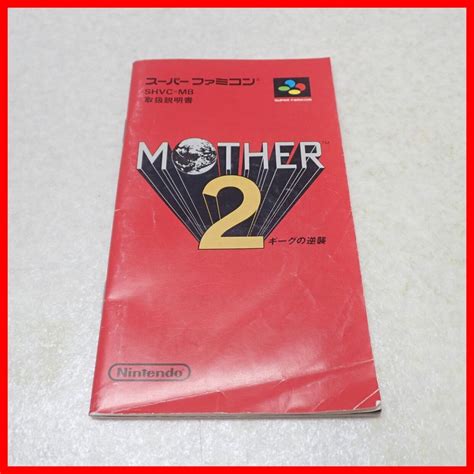 スーパーファミコン
SHVC-MB
取扱説明書
SUPER FAMICOM
MOTHER
TM
2
ギーグの逆襲
Nintendo